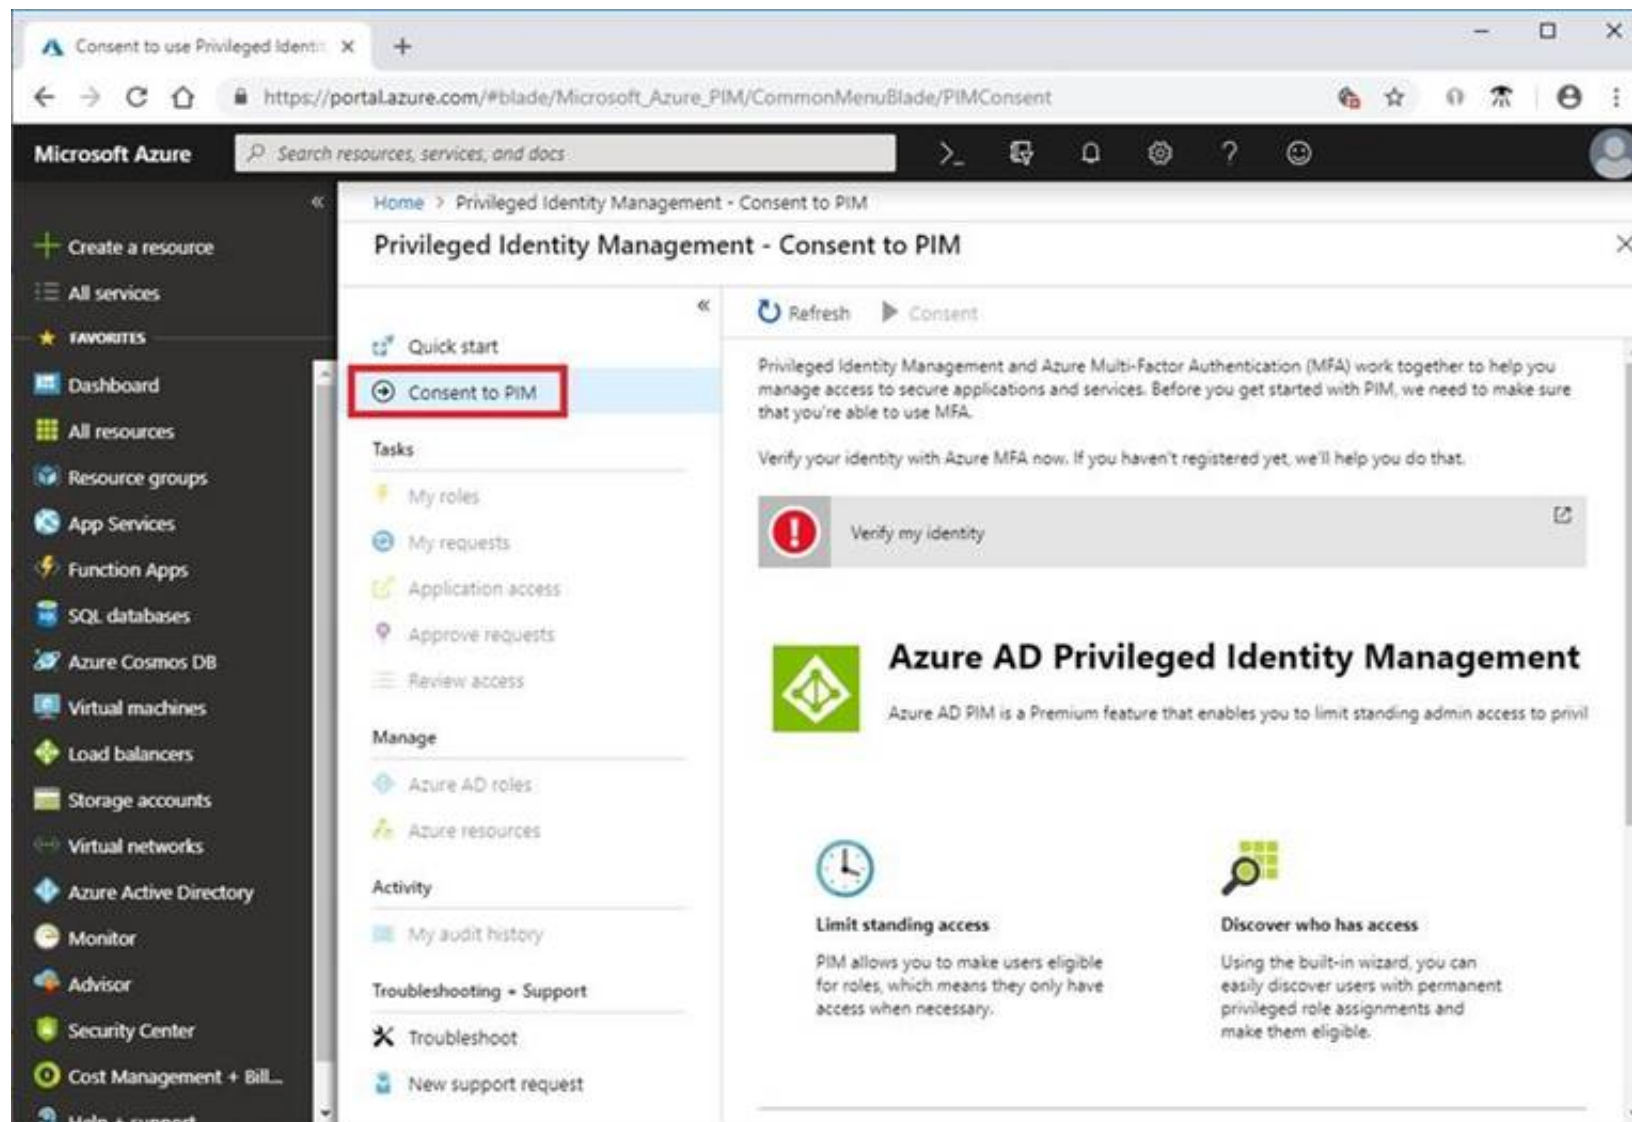 Consent to use Privileged Identi
https://portal.azure.com/#blade/Microsoft_Azure_PIM/CommonMenuBlade/PIMConsent
Microsoft Azure
Search resources, services, and docs
Create a resource
All services
FAVORITES
Dashboard
All resources
Resource groups
App Services
Function Apps
SQL databases
Azure Cosmos DB
Virtual machines
Load balancers
Storage accounts
Virtual networks
Azure Active Directory
Monitor
Advisor
Security Center
Cost Management + Bill...
Help + support
Home > Privileged Identity Management - Consent to PIM
Privileged Identity Management - Consent to PIM
Quick start
Consent to PIM
Tasks
My roles
My requests
Application access
Approve requests
Review access
Manage
Azure AD roles
Azure resources
Activity
My audit history
Troubleshooting + Support
Troubleshoot
New support request
Refresh
Consent
Privileged Identity Management and Azure Multi-Factor Authentication (MFA) work together to help you
manage access to secure applications and services. Before you get started with PIM, we need to make sure
that you're able to use MFA.
Verify your identity with Azure MFA now. If you haven't registered yet, we'll help you do that.
Verify my identity
Azure AD Privileged Identity Management
Azure AD PIM is a Premium feature that enables you to limit standing admin access to privil
Limit standing access
PIM allows you to make users eligible
for roles, which means they only have
access when necessary.
Discover who has access
Using the built-in wizard, you can
easily discover users with permanent
privileged role assignments and
make them eligible.